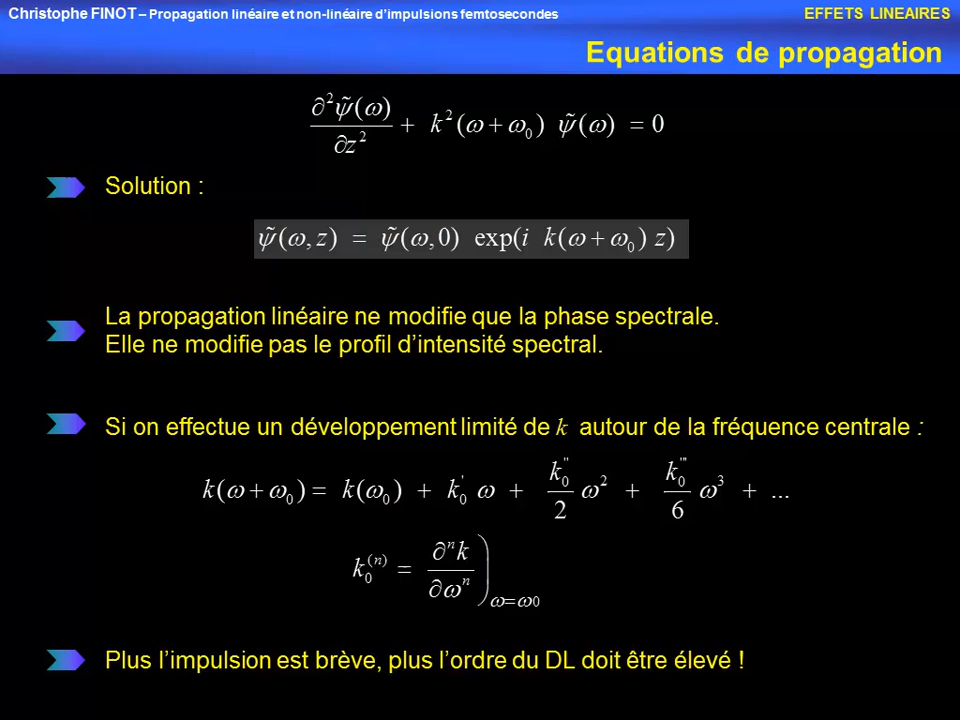 Christophe FINOT – Propagation linéaire et non-linéaire d’impulsions femtosecondes
EFFETS LINEAIRES
Equations de propagation
∂²ψ̃(ω)/∂z² + k²(ω+ω₀) ψ̃(ω) = 0
Solution :
ψ̃(ω,z) = ψ̃(ω,0) exp(i k(ω+ω₀) z)
La propagation linéaire ne modifie que la phase spectrale.
Elle ne modifie pas le profil d’intensité spectral.
Si on effectue un développement limité de k autour de la fréquence centrale :
k(ω+ω₀) = k(ω₀) + k₀' ω + k₀''/2 ω² + k₀'''/6 ω³ + ...
k₀⁽ⁿ⁾ = ∂ⁿk/∂ωⁿ )ω=ω0
Plus l’impulsion est brève, plus l’ordre du DL doit être élevé !